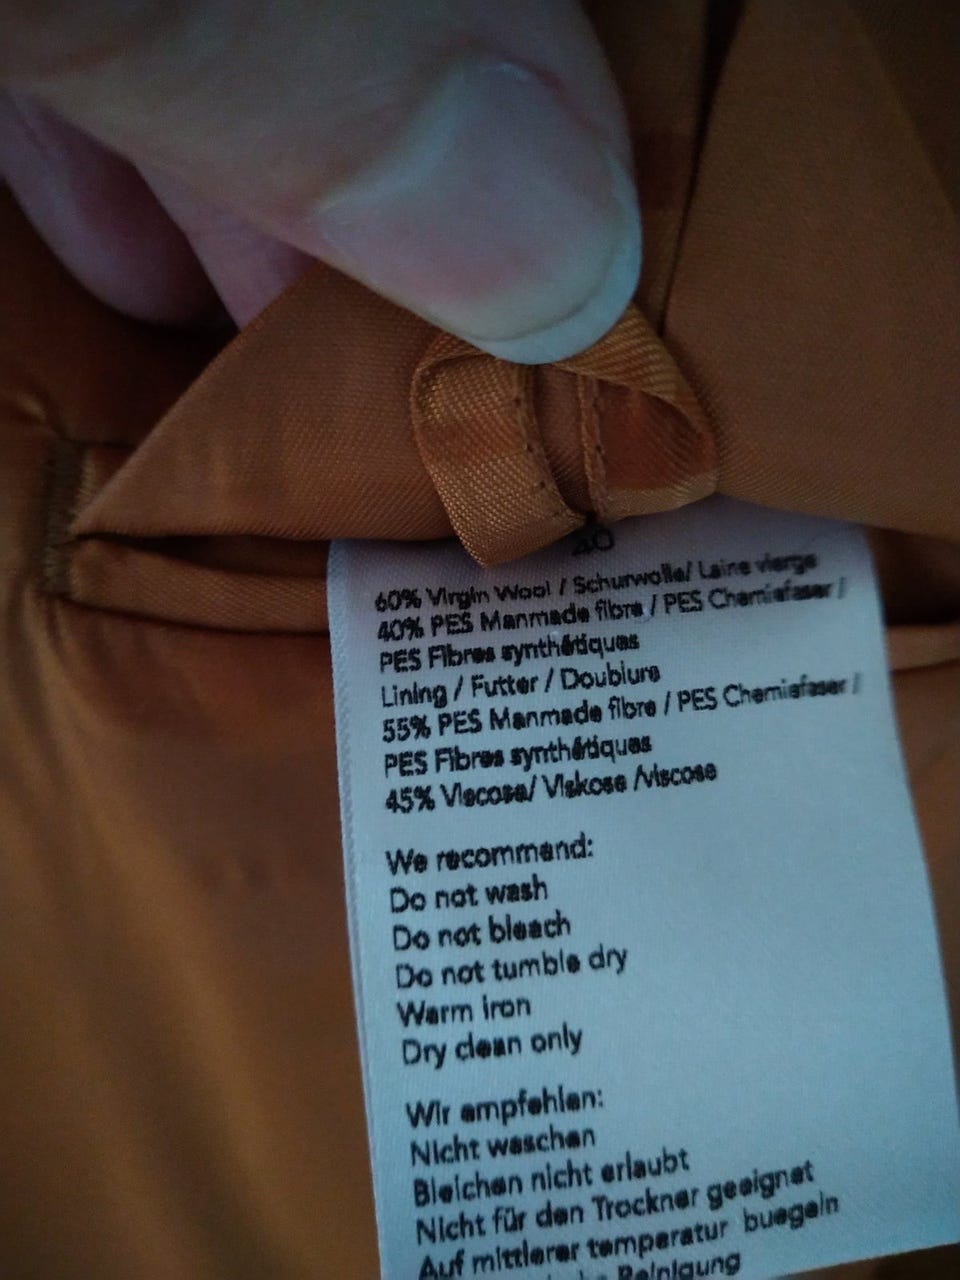 40
60% Virgin Wool / Schurwolle/ Laine vierge
40% PES Manmade fibre / PES Chemiefaser /
PES Fibres synthétiques
Lining / Futter / Doublure
55% PES Manmade fibre / PES Chemiefaser /
PES Fibres synthétiques
45% Viscose/ Viskose /viscose
We recommend:
Do not wash
Do not bleach
Do not tumble dry
Warm iron
Dry clean only
Wir empfehlen:
Nicht waschen
Bleichen nicht erlaubt
Nicht für den Trockner geeignet
Auf mittlerer temperatur buegeln
Reinigung